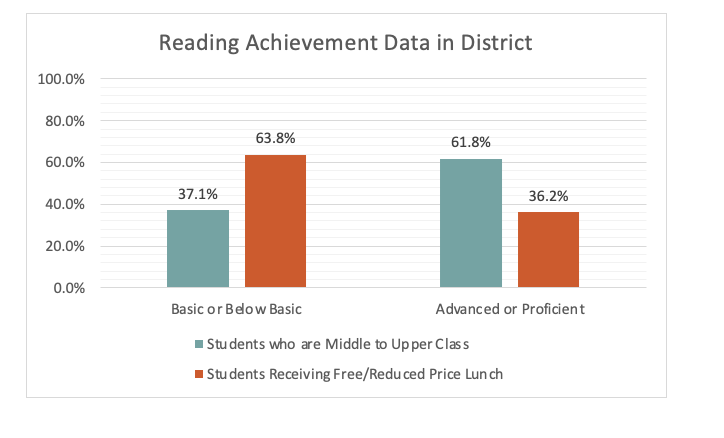 Reading Achievement Data in District
100.0%
80.0%
60.0%
40.0%
20.0%
0.0%
37.1%
63.8%
61.8%
36.2%
Basic or Below Basic
Advanced or Proficient
Students who are Middle to Upper Class
Students Receiving Free/Reduced Price Lunch